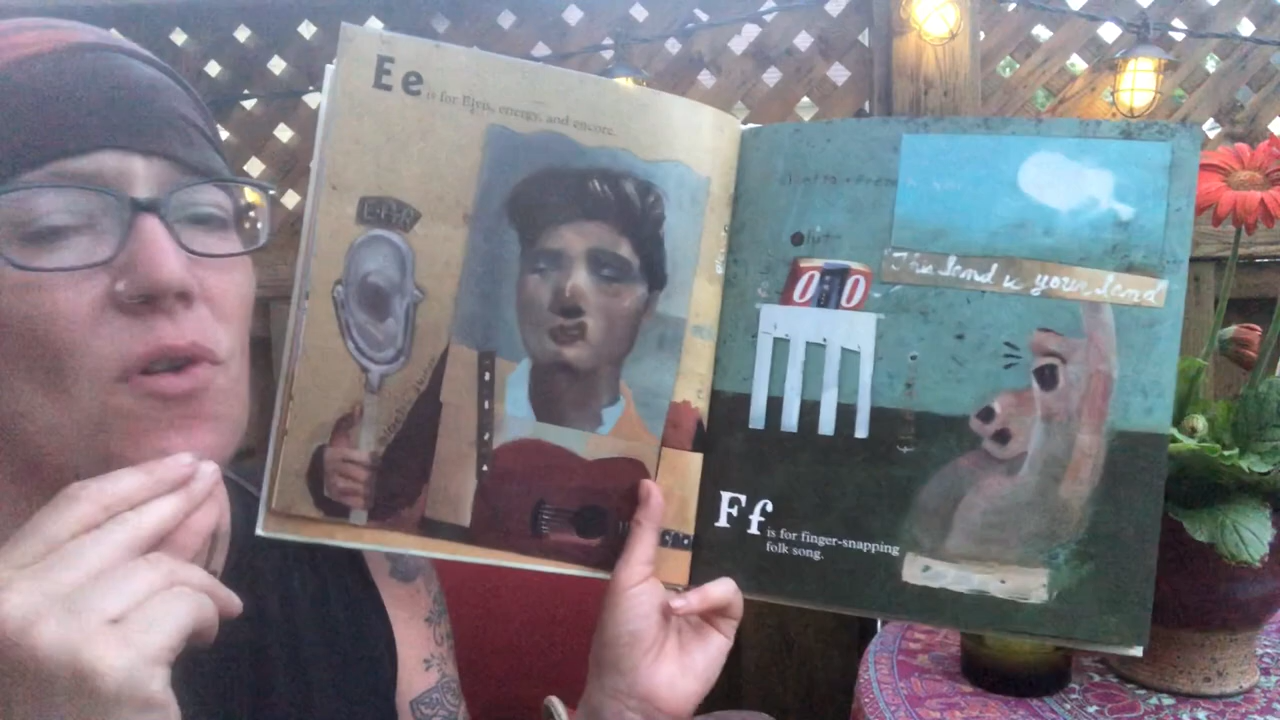 Ee is for Elvis, energy, and encore.
This land is your land
Ff is for finger-snapping
folk song.